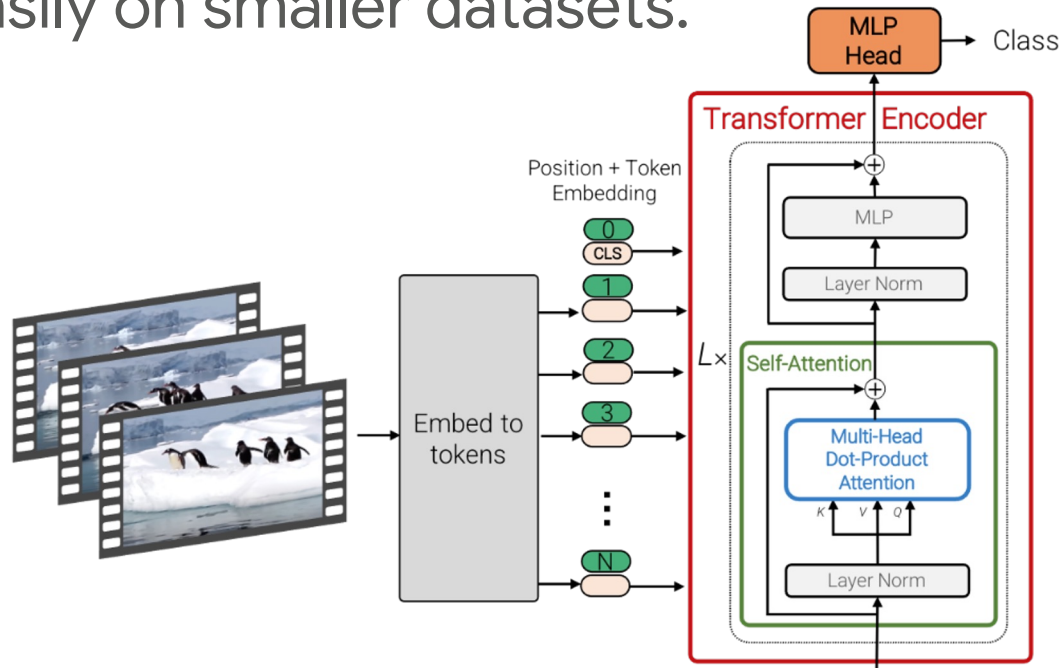 sily on smaller datasets.
MLP
Head
Class
Transformer Encoder
Position + Token
Embedding
0
CLS
1
2
3
N
Embed to
tokens
L×
MLP
Layer Norm
Self-Attention
Multi-Head
Dot-Product
Attention
K V Q
Layer Norm